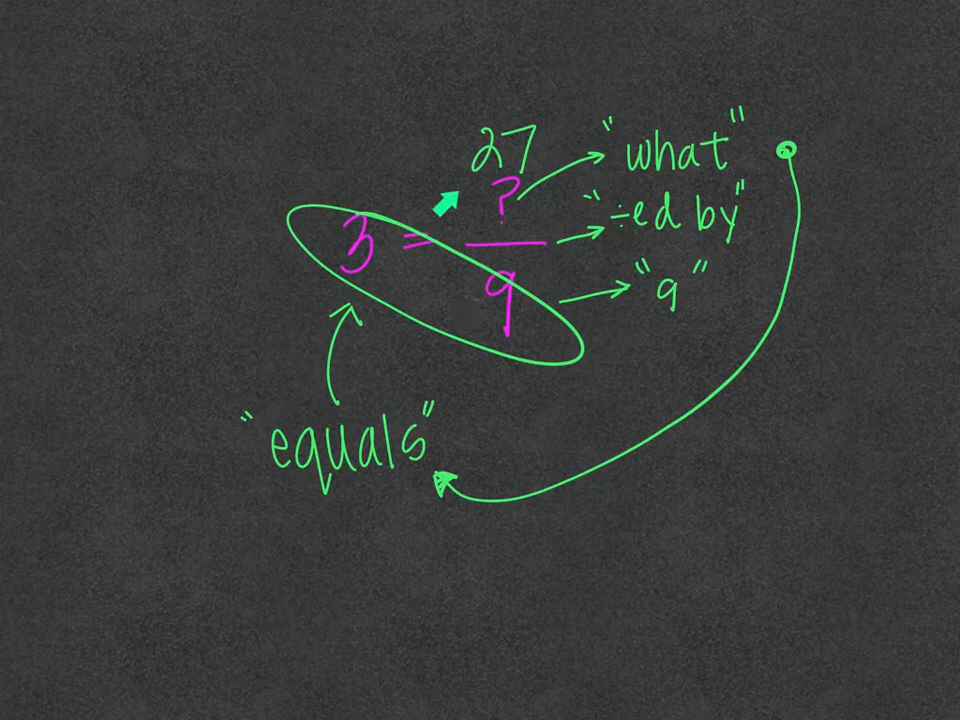 27
"what"
3 = ?
"÷ed by"
9
"9"
"equals"